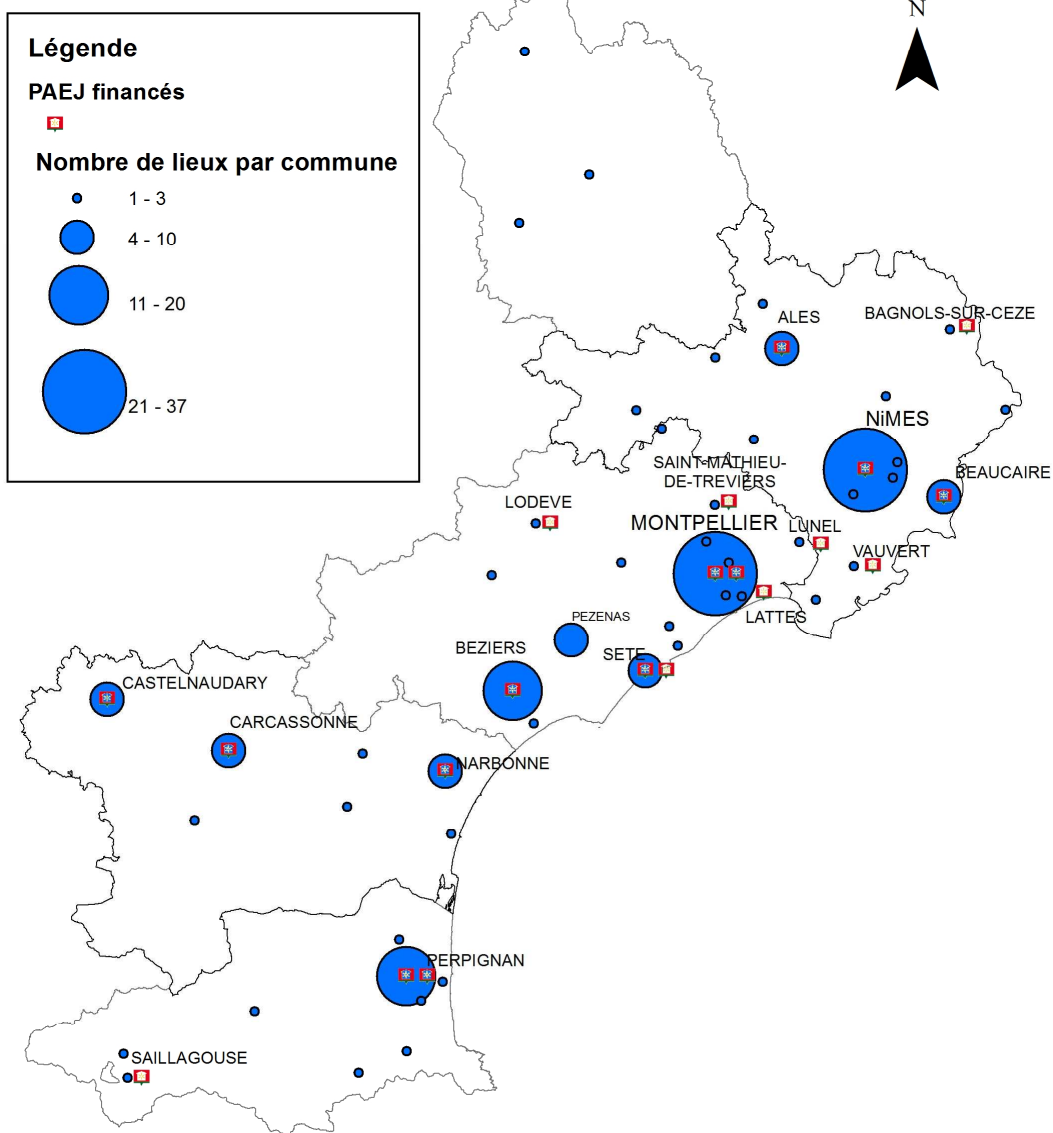 N
Légende
PAEJ financés
Nombre de lieux par commune
1 - 3
4 - 10
11 - 20
21 - 37
ALES
BAGNOLS-SUR-CEZE
NiMES
SAINT-MATHIEU-
DE-TREVIERS
BEAUCAIRE
LODEVE
MONTPELLIER
LUNEL
VAUVERT
LATTES
PEZENAS
BEZIERS
SETE
CASTELNAUDARY
CARCASSONNE
NARBONNE
PERPIGNAN
SAILLAGOUSE